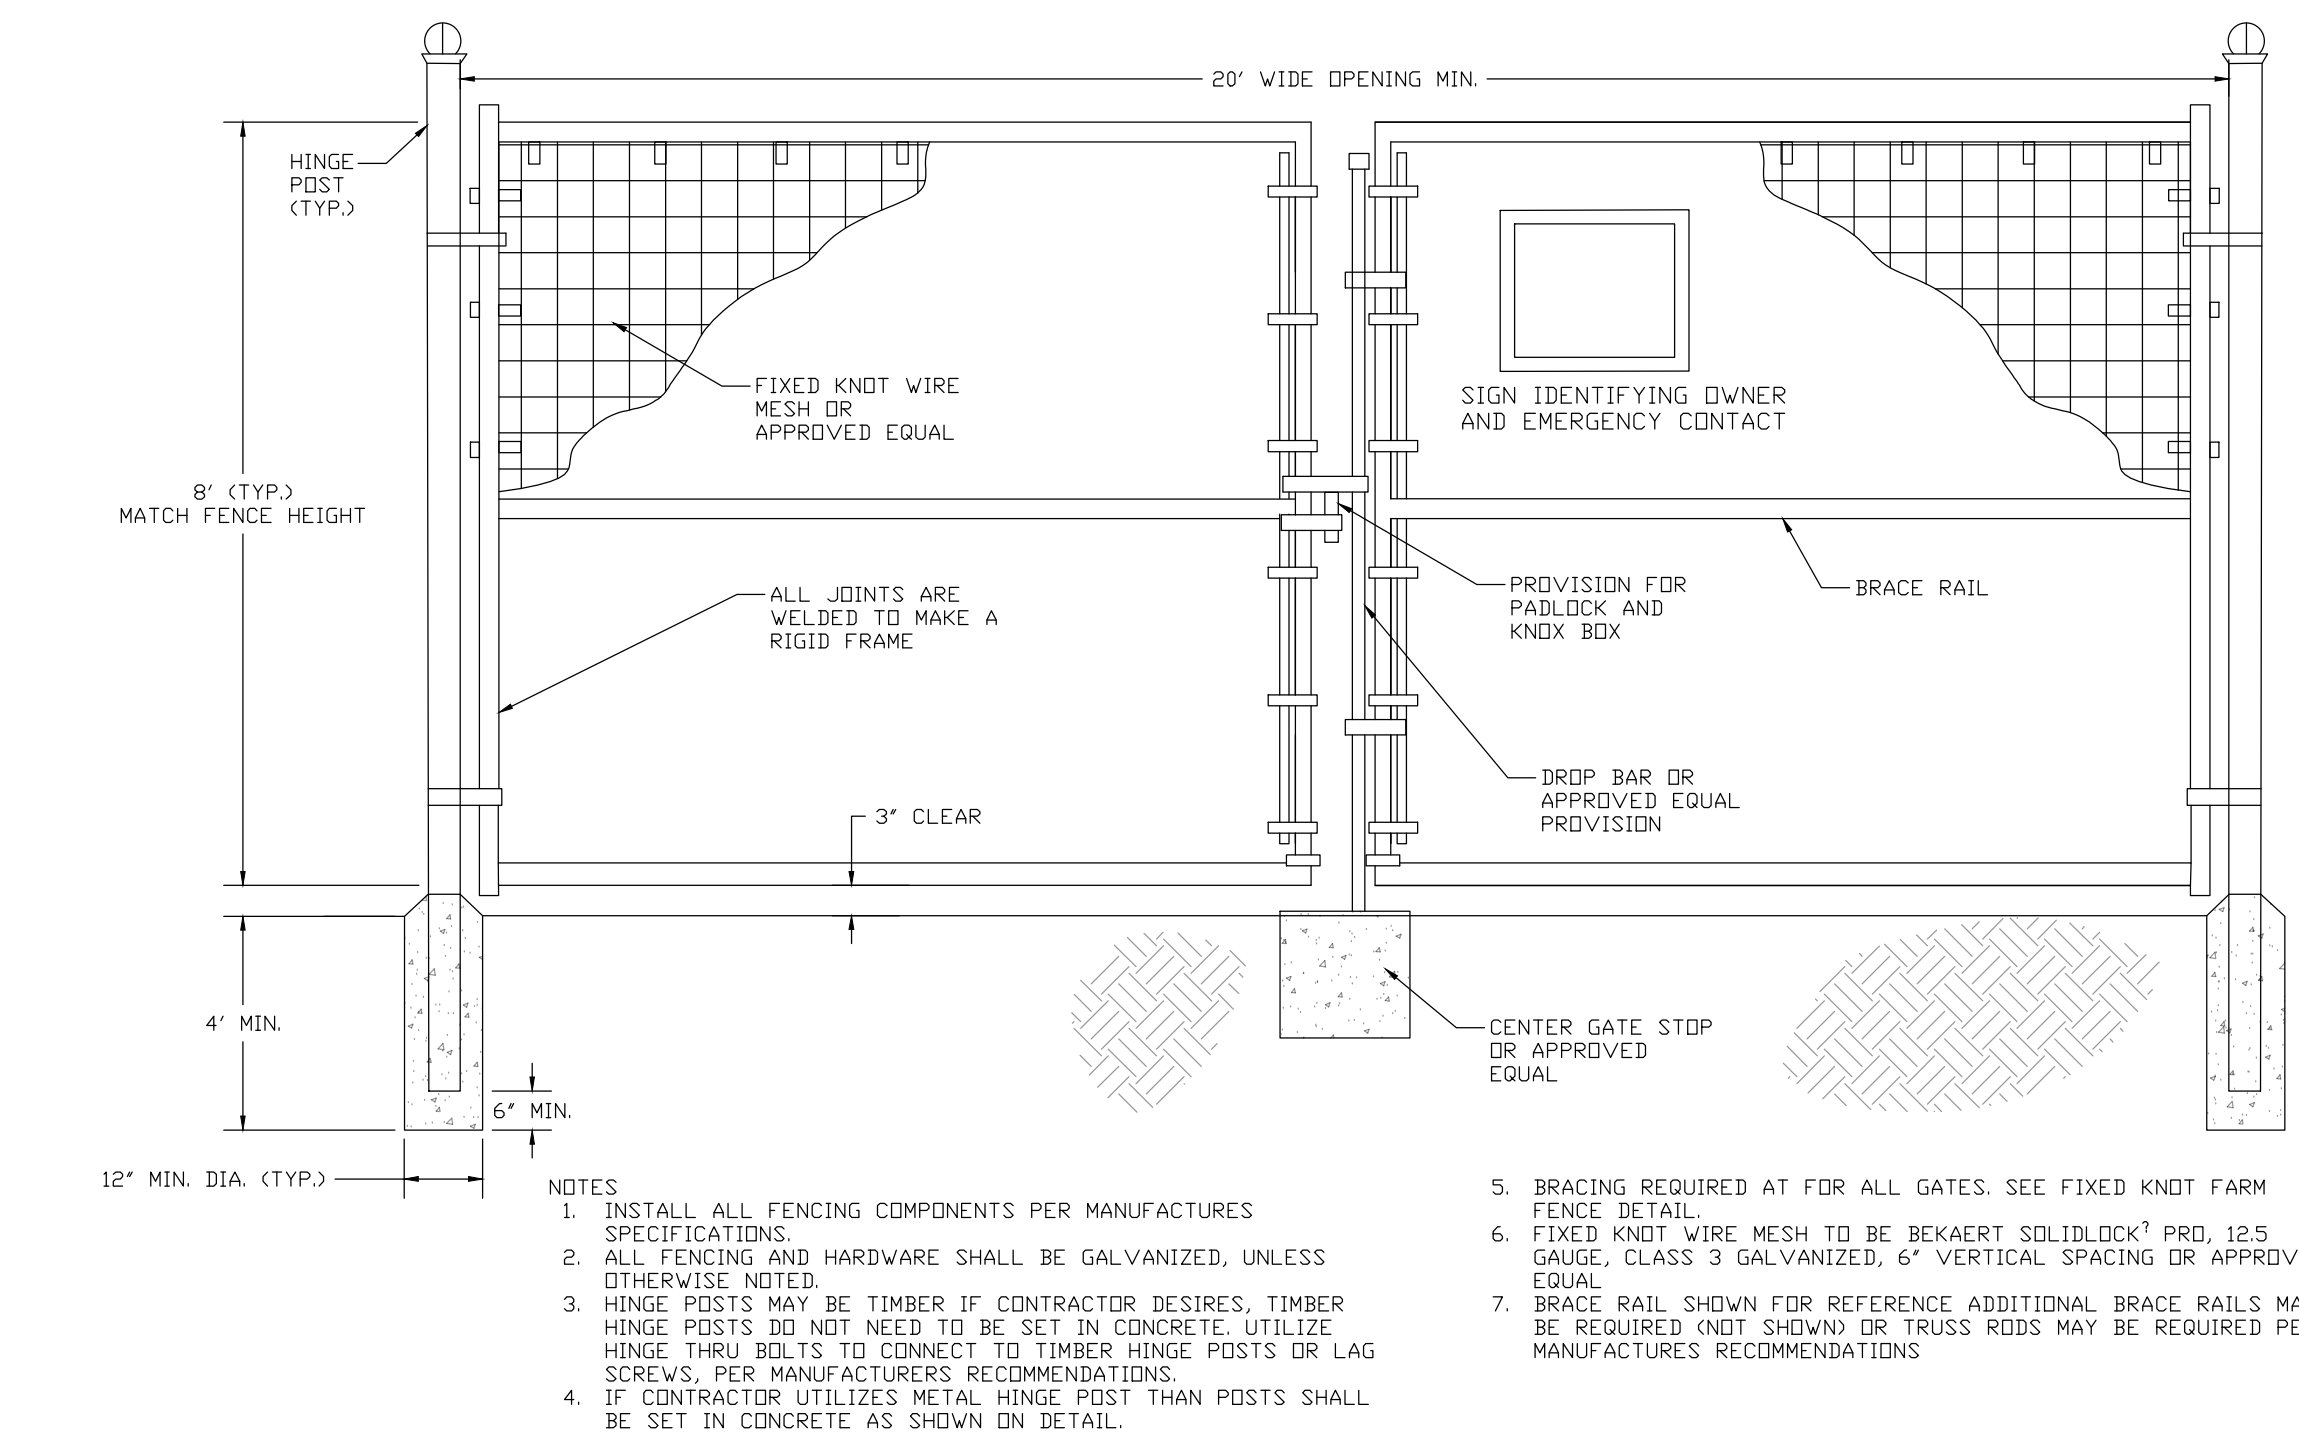 20' WIDE OPENING MIN.
HINGE
POST
(TYP.)
8' (TYP.)
MATCH FENCE HEIGHT
FIXED KNOT WIRE
MESH OR
APPROVED EQUAL
SIGN IDENTIFYING OWNER
AND EMERGENCY CONTACT
ALL JOINTS ARE
WELDED TO MAKE A
RIGID FRAME
PROVISION FOR
PADLOCK AND
KNOX BOX
BRACE RAIL
DROP BAR OR
APPROVED EQUAL
PROVISION
3" CLEAR
4' MIN.
CENTER GATE STOP
OR APPROVED
EQUAL
6" MIN.
12" MIN. DIA. (TYP.)
NOTES
1. INSTALL ALL FENCING COMPONENTS PER MANUFACTURES
SPECIFICATIONS.
2. ALL FENCING AND HARDWARE SHALL BE GALVANIZED, UNLESS
OTHERWISE NOTED.
3. HINGE POSTS MAY BE TIMBER IF CONTRACTOR DESIRES, TIMBER
HINGE POSTS DO NOT NEED TO BE SET IN CONCRETE. UTILIZE
HINGE THRU BOLTS TO CONNECT TO TIMBER HINGE POSTS OR LAG
SCREWS, PER MANUFACTURERS RECOMMENDATIONS.
4. IF CONTRACTOR UTILIZES METAL HINGE POST THAN POSTS SHALL
BE SET IN CONCRETE AS SHOWN ON DETAIL.
5. BRACING REQUIRED AT FOR ALL GATES. SEE FIXED KNOT FARM
FENCE DETAIL.
6. FIXED KNOT WIRE MESH TO BE BEKAERT SOLIDLOCK? PRO, 12.5
GAUGE, CLASS 3 GALVANIZED, 6" VERTICAL SPACING OR APPROV
EQUAL
7. BRACE RAIL SHOWN FOR REFERENCE ADDITIONAL BRACE RAILS MA
BE REQUIRED (NOT SHOWN) OR TRUSS RODS MAY BE REQUIRED PE
MANUFACTURES RECOMMENDATIONS